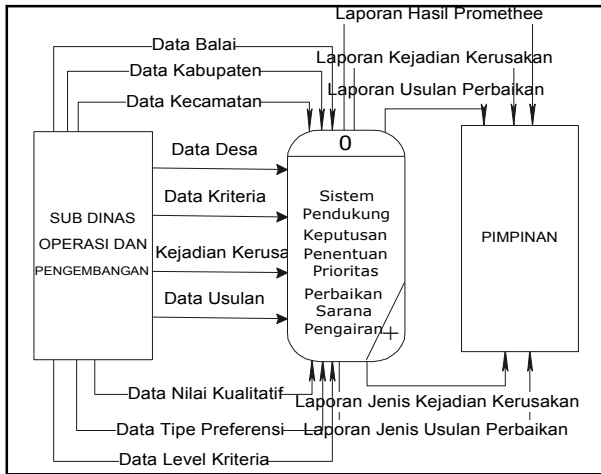 Laporan Hasil Promethee
Data Balai
Laporan Kejadian Kerusakan
Data Kabupaten
Laporan Usulan Perbaikan
Data Kecamatan
0
Data Desa
Data Kriteria
Kejadian Kerusa
Data Usulan
SUB DINAS
OPERASI DAN
PENGEMBANGAN
Sistem
Pendukung
Keputusan
Penentuan
Prioritas
Perbaikan
Sarana
Pengairan
+
PIMPINAN
Data Nilai Kualitatif
Laporan Jenis Kejadian Kerusakan
Data Tipe Preferensi
Laporan Jenis Usulan Perbaikan
Data Level Kriteria